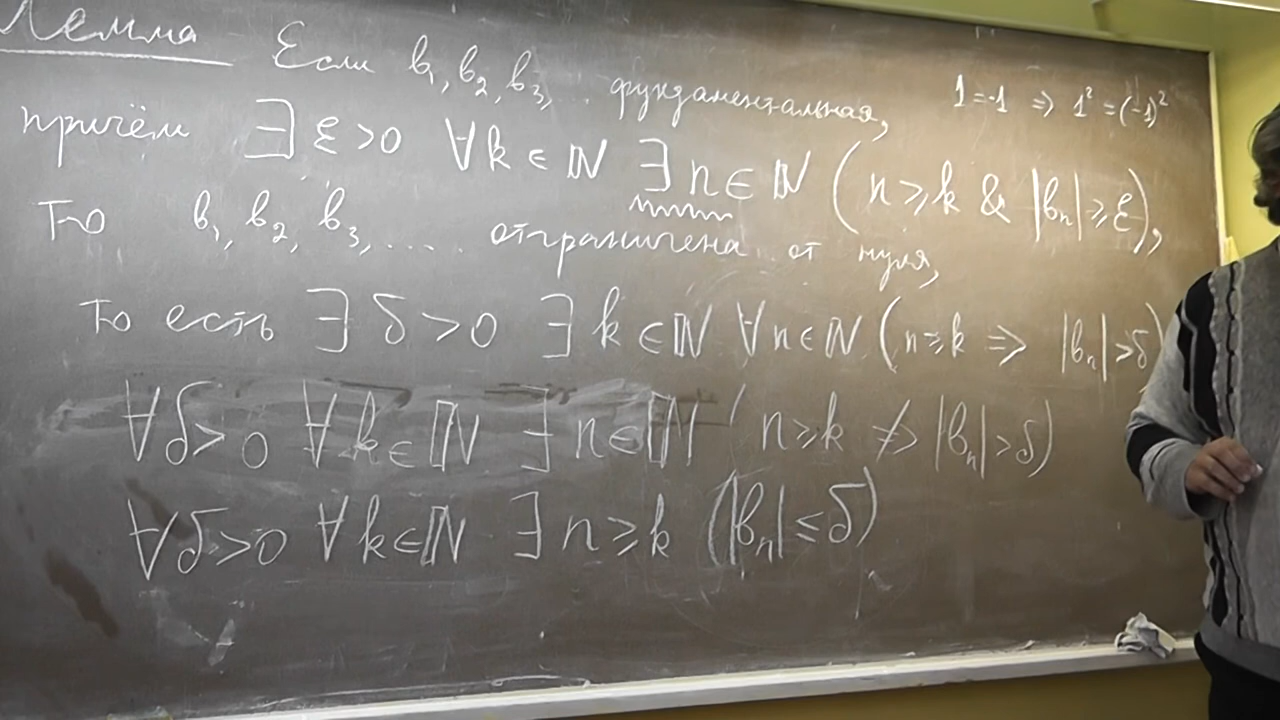 Лемма Если b₁, b₂, b₃, ... фундаментальная,
1=-1 ⇒ 1²=(-1)²
причём ∃ ε>0 ∀k∈ℕ ∃n∈ℕ (n⩾k & |bₙ|⩾ε),
То b₁, b₂, b₃, .... отграничена от нуля,
то есть ∃ δ>0 ∃ k∈ℕ ∀n∈ℕ (n⩾k ⇒ |bₙ|>δ)
∀δ>0 ∀k∈ℕ ∃ n∈ℕ (n⩾k ⇏ |bₙ|>δ)
∀δ>0 ∀k∈ℕ ∃ n⩾k (|bₙ|≤δ)